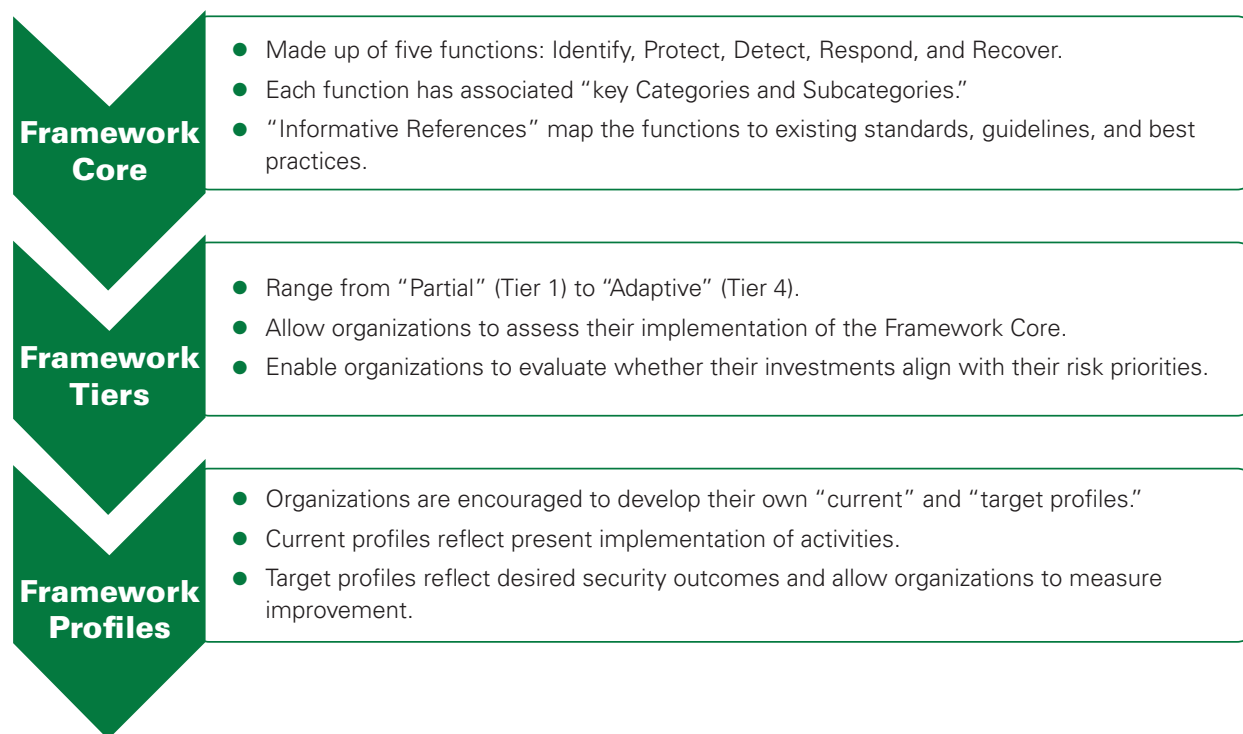 Framework
Core
● Made up of five functions: Identify, Protect, Detect, Respond, and Recover.
● Each function has associated “key Categories and Subcategories.”
● “Informative References” map the functions to existing standards, guidelines, and best
practices.
Framework
Tiers
● Range from “Partial” (Tier 1) to “Adaptive” (Tier 4).
● Allow organizations to assess their implementation of the Framework Core.
● Enable organizations to evaluate whether their investments align with their risk priorities.
Framework
Profiles
● Organizations are encouraged to develop their own “current” and “target profiles.”
● Current profiles reflect present implementation of activities.
● Target profiles reflect desired security outcomes and allow organizations to measure
improvement.